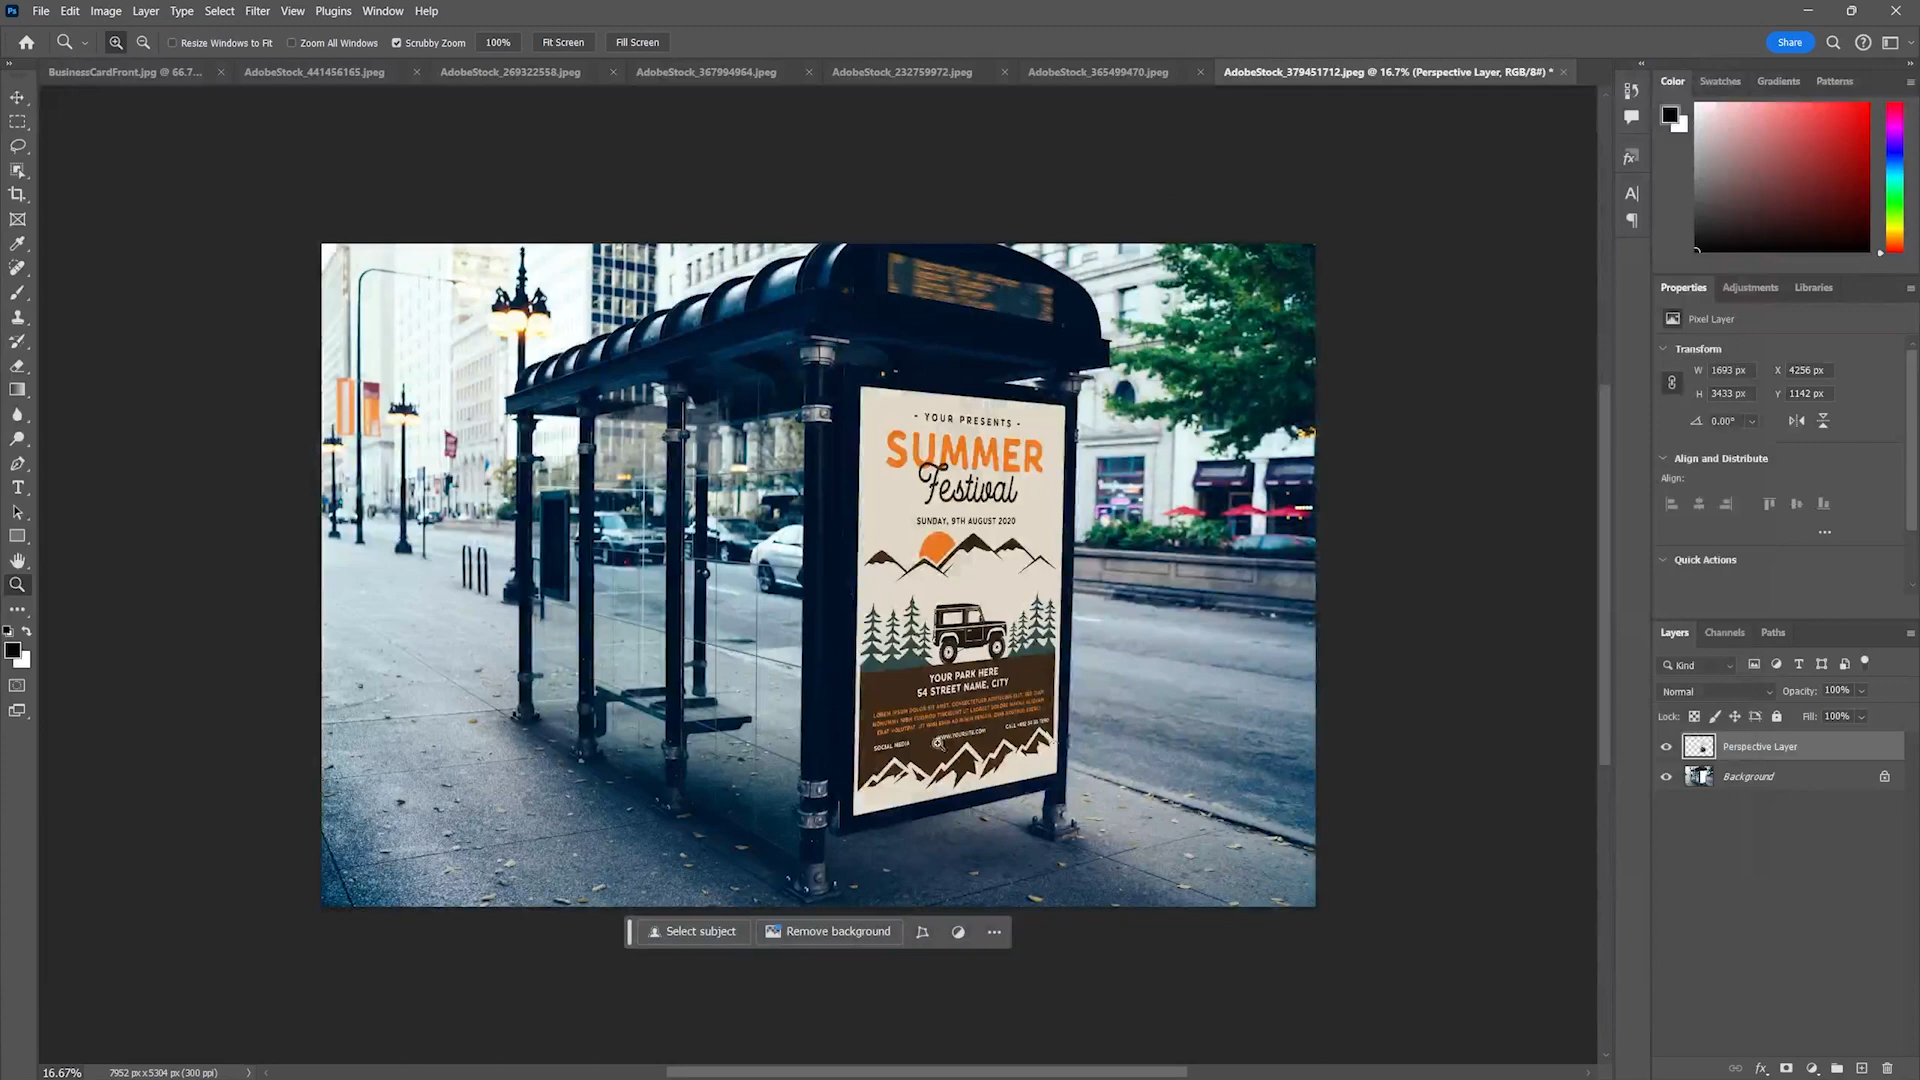 Ps File Edit Image Layer Type Select Filter View Plugins Window Help
Resize Windows to Fit Zoom All Windows Scrubby Zoom 100% Fit Screen Fill Screen Share
BusinessCardFront.jpg @ 66.7... × AdobeStock_441456165.jpeg × AdobeStock_269322558.jpeg × AdobeStock_367994964.jpeg × AdobeStock_232759972.jpeg × AdobeStock_365499470.jpeg × AdobeStock_379451712.jpeg @ 16.7% (Perspective Layer, RGB/8#) * ×
Color Swatches Gradients Patterns
- YOUR PRESENTS -
SUMMER
Festival
SUNDAY, 9TH AUGUST 2020
YOUR PARK HERE
54 STREET NAME, CITY
SOCIAL MEDIA
Properties Adjustments Libraries
Pixel Layer
Transform
W 1693 px X 4256 px
H 3433 px Y 1142 px
0.00°
Align and Distribute
Align:
Quick Actions
Layers Channels Paths
Kind
Normal Opacity: 100%
Lock: Fill: 100%
Perspective Layer
Background
Select subject Remove background
16.67% 7952 px x 5304 px (300 ppi)